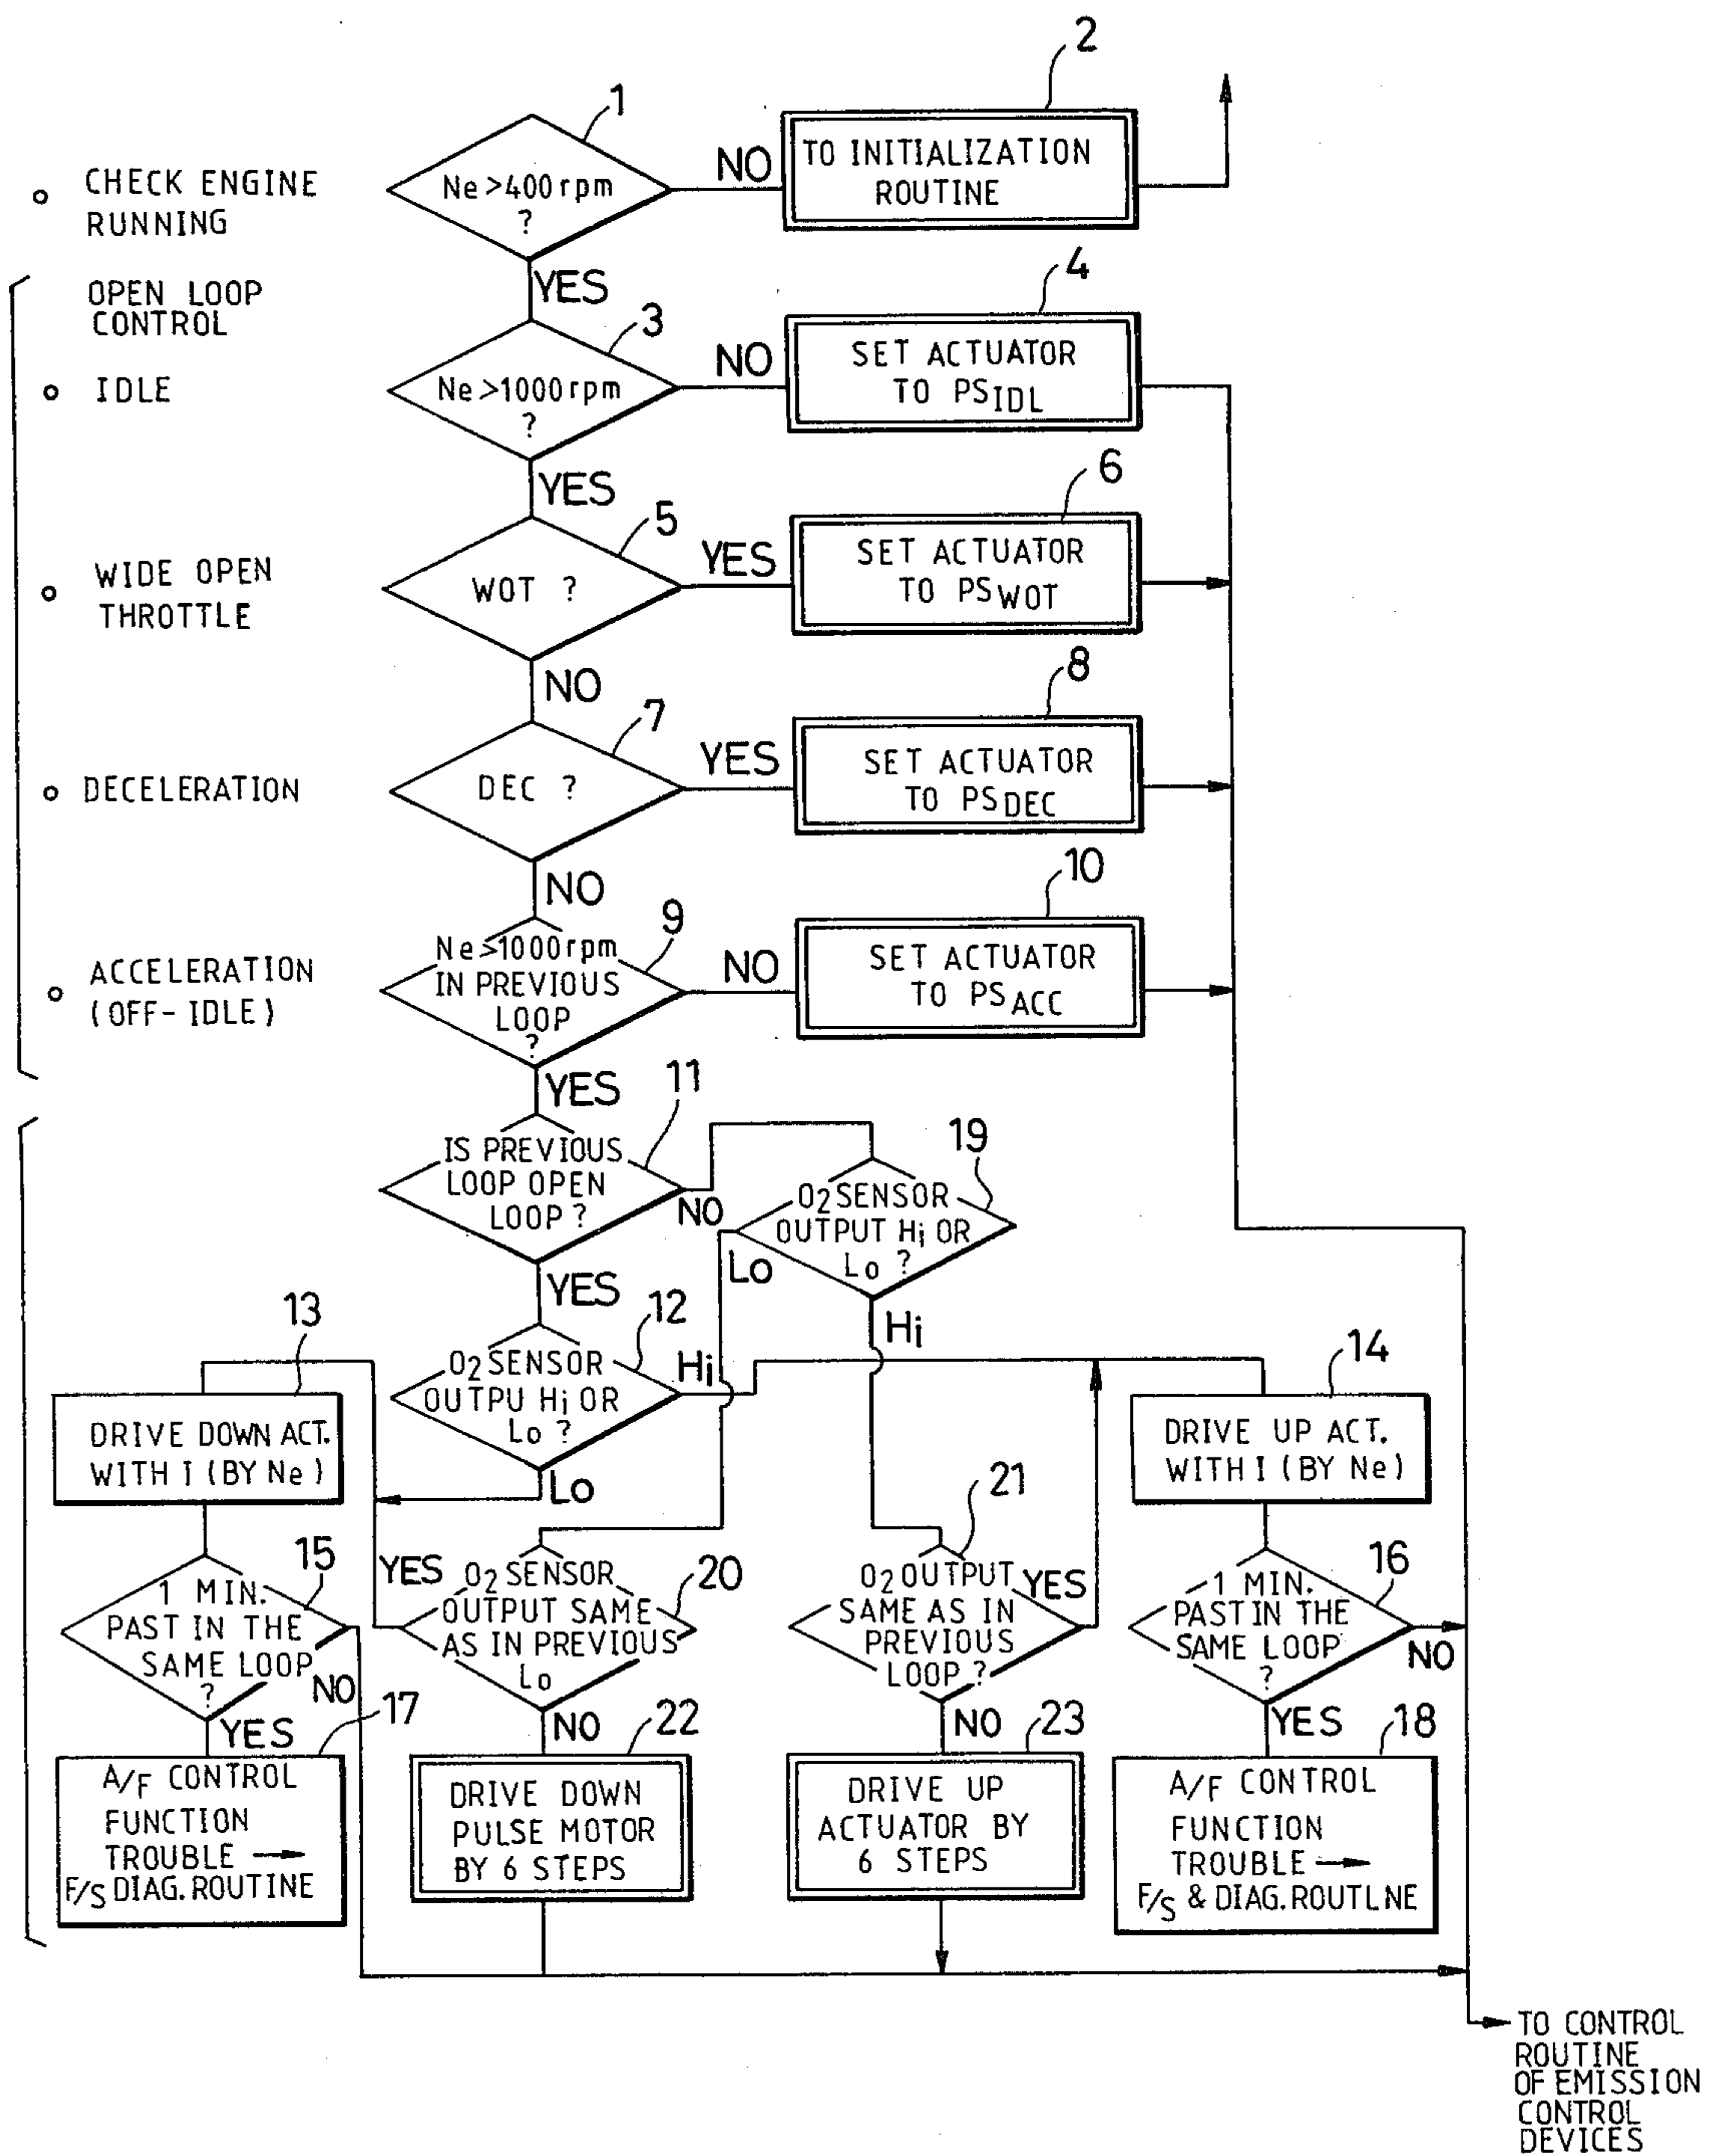 1
2
CHECK ENGINE
RUNNING
Ne>400rpm
?
NO
TO INITIALIZATION
ROUTINE
YES
OPEN LOOP
CONTROL
3
4
IDLE
Ne>1000rpm
?
NO
SET ACTUATOR
TO PSIDL
YES
5
6
WIDE OPEN
THROTTLE
WOT ?
YES
SET ACTUATOR
TO PSWOT
NO
7
8
DECELERATION
DEC ?
YES
SET ACTUATOR
TO PSDEC
NO
9
10
ACCELERATION
(OFF-IDLE)
Ne>1000rpm
IN PREVIOUS
LOOP
?
NO
SET ACTUATOR
TO PSACC
YES
11
IS PREVIOUS
LOOP OPEN
LOOP ?
NO
19
O2 SENSOR
OUTPUT Hi OR
Lo ?
Lo
Hi
YES
12
O2 SENSOR
OUTPU Hi OR
Lo ?
Hi
Lo
13
DRIVE DOWN ACT.
WITH I (BY Ne)
14
DRIVE UP ACT.
WITH I (BY Ne)
15
1 MIN.
PAST IN THE
SAME LOOP
?
NO
YES
20
YES
O2 SENSOR
OUTPUT SAME
AS IN PREVIOUS
Lo
NO
21
O2 OUTPUT
SAME AS IN
PREVIOUS
LOOP ?
YES
NO
16
1 MIN.
PAST IN THE
SAME LOOP
?
NO
YES
17
A/F CONTROL
FUNCTION
TROUBLE →
F/S DIAG. ROUTINE
22
DRIVE DOWN
PULSE MOTOR
BY 6 STEPS
23
DRIVE UP
ACTUATOR BY
6 STEPS
18
A/F CONTROL
FUNCTION
TROUBLE →
F/S & DIAG. ROUTLNE
TO CONTROL
ROUTINE
OF EMISSION
CONTROL
DEVICES